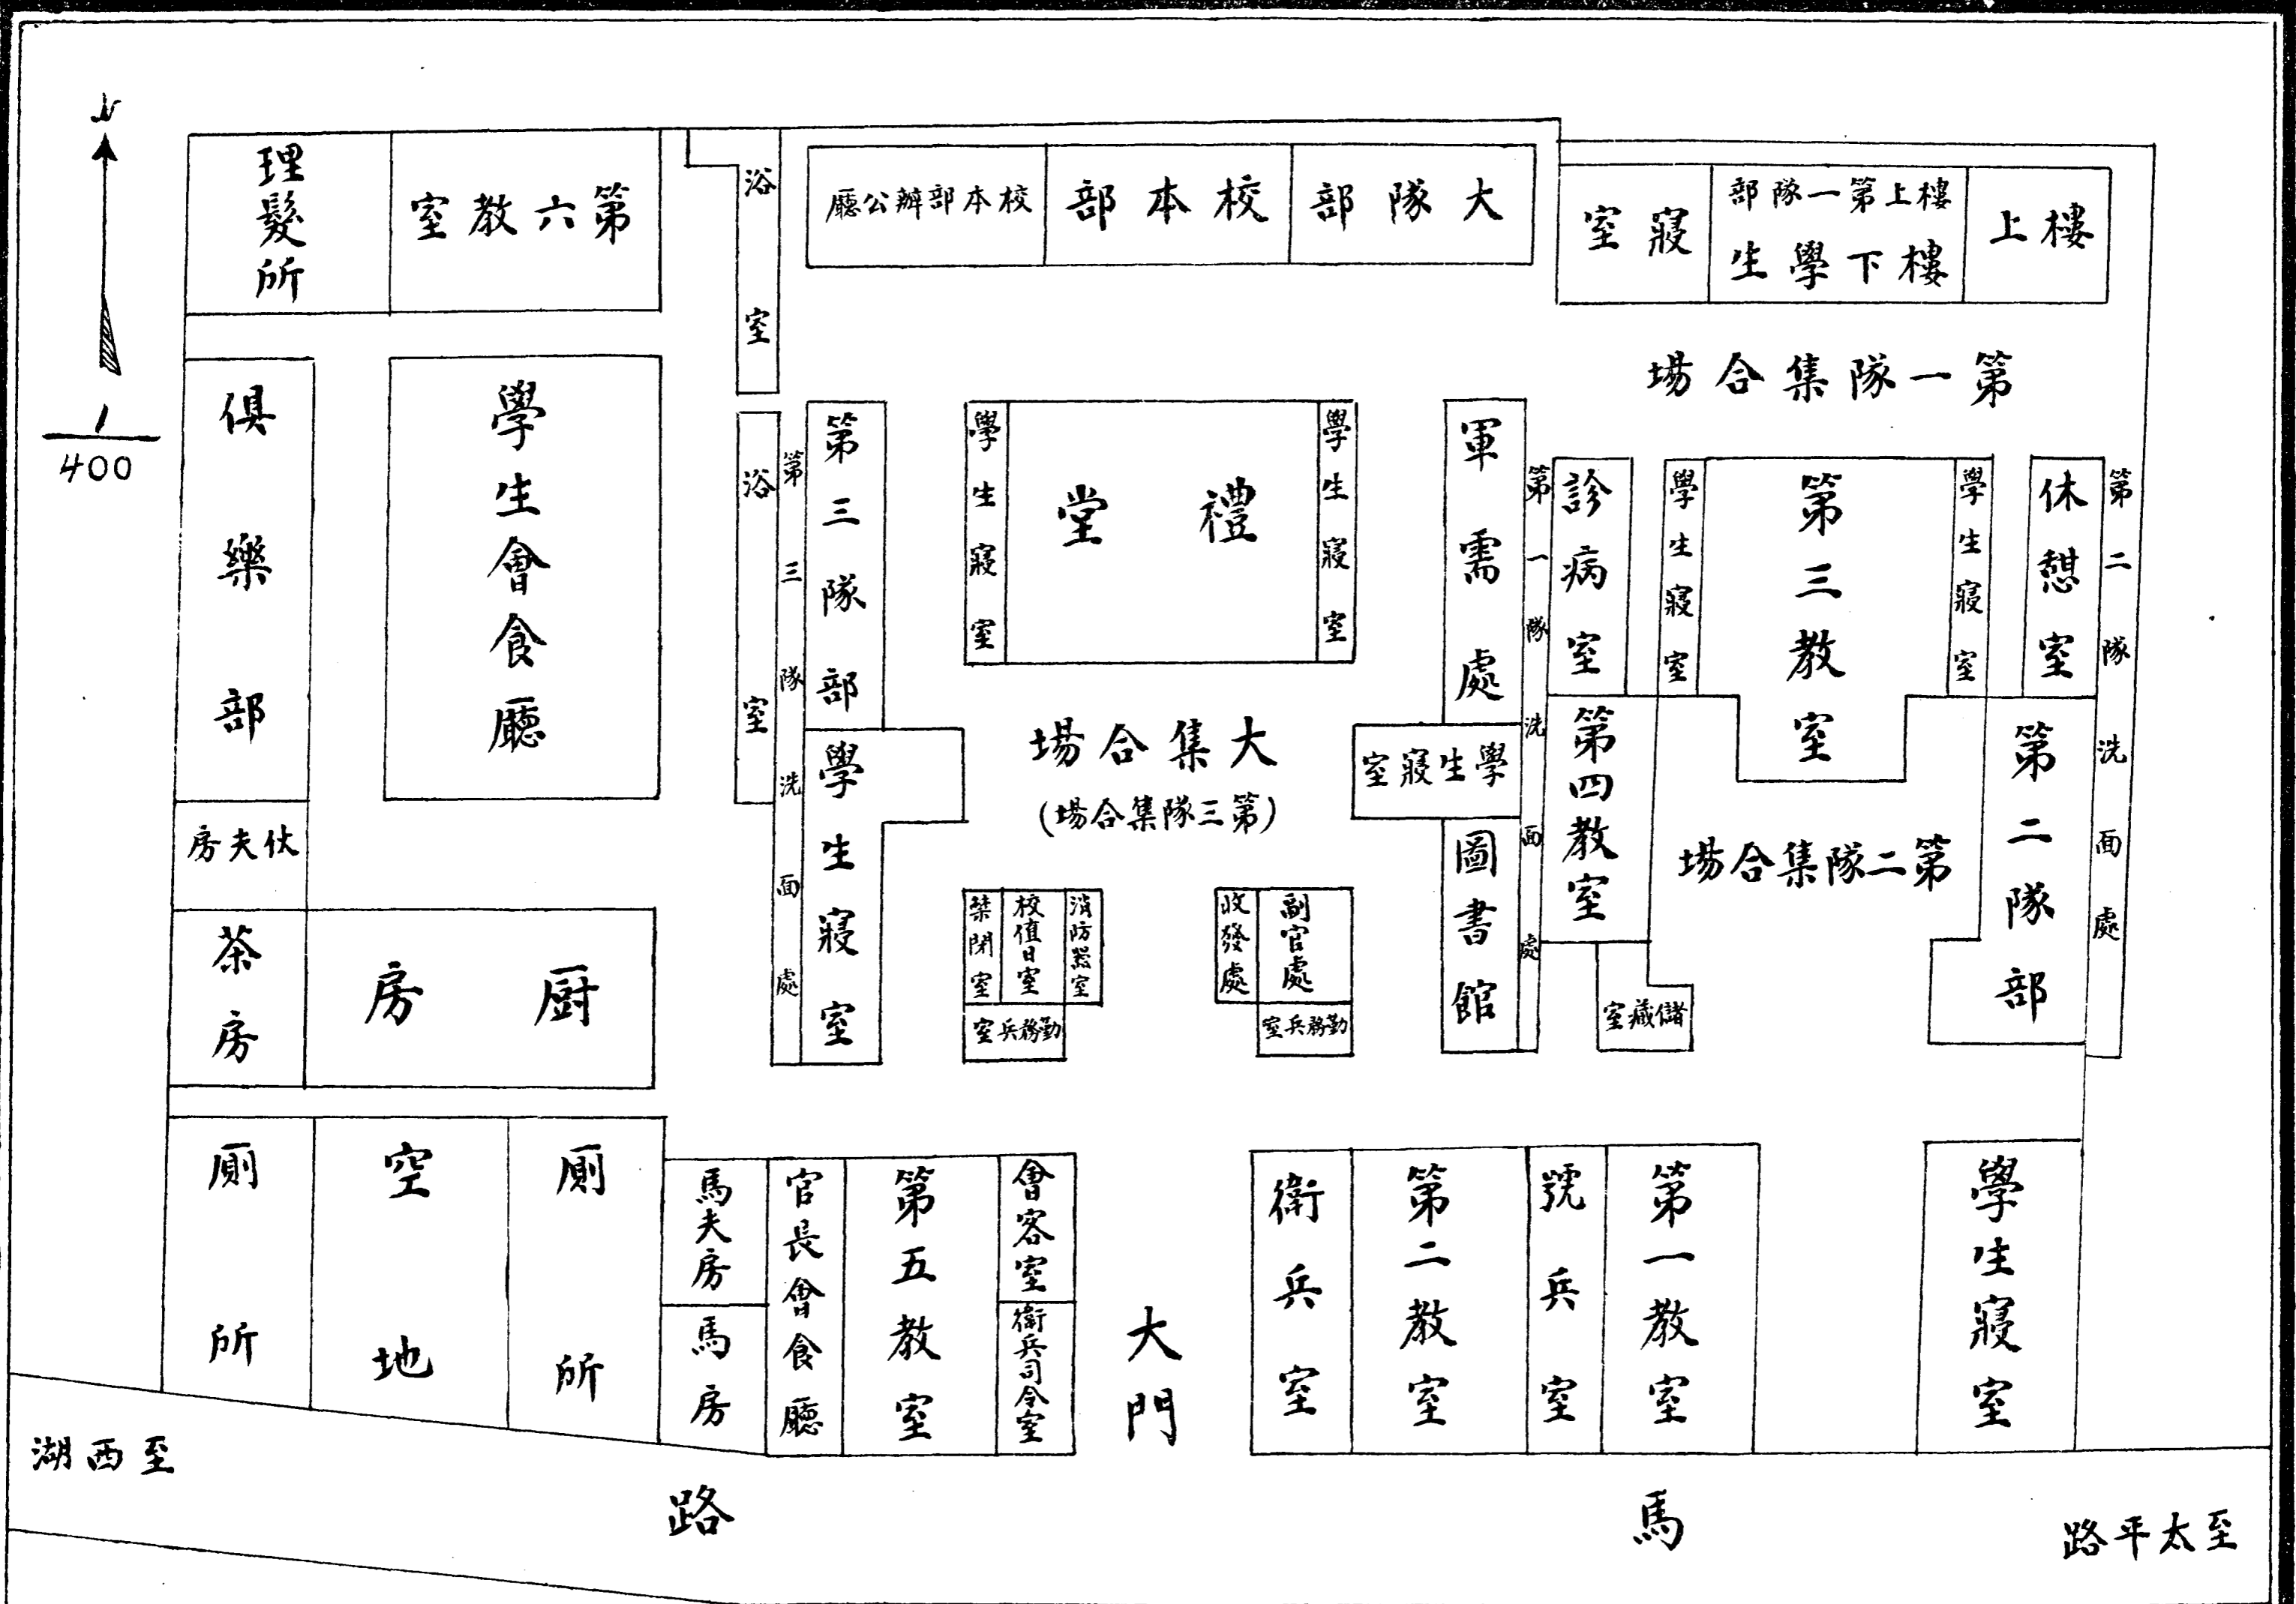 N
1
400
理髮所
第六教室
浴室
校本部辦公廳
校本部
大隊部
寢室
樓上第一隊部
樓下學生
樓上
第一隊集合場
俱樂部
學生會食廳
浴室
第三隊洗面處
第三隊部
學生寢室
禮堂
學生寢室
軍需處
第一隊洗面處
診病室
學生寢室
第三教室
學生寢室
休憩室
第二隊洗面處
大集合場
(第三隊集合場)
學生寢室
學生寢室
第四教室
第二隊集合場
第二隊部
伙夫房
茶房
厨房
禁閉室
校值日室
消防器室
勤務兵室
收發處
副官處
勤務兵室
圖書館
儲藏室
厠所
空地
厠所
馬夫房
馬房
官長會食廳
第五教室
會客室
衛兵司令室
大門
衛兵室
第二教室
號兵室
第一教室
學生寢室
至西湖
馬路
至太平路